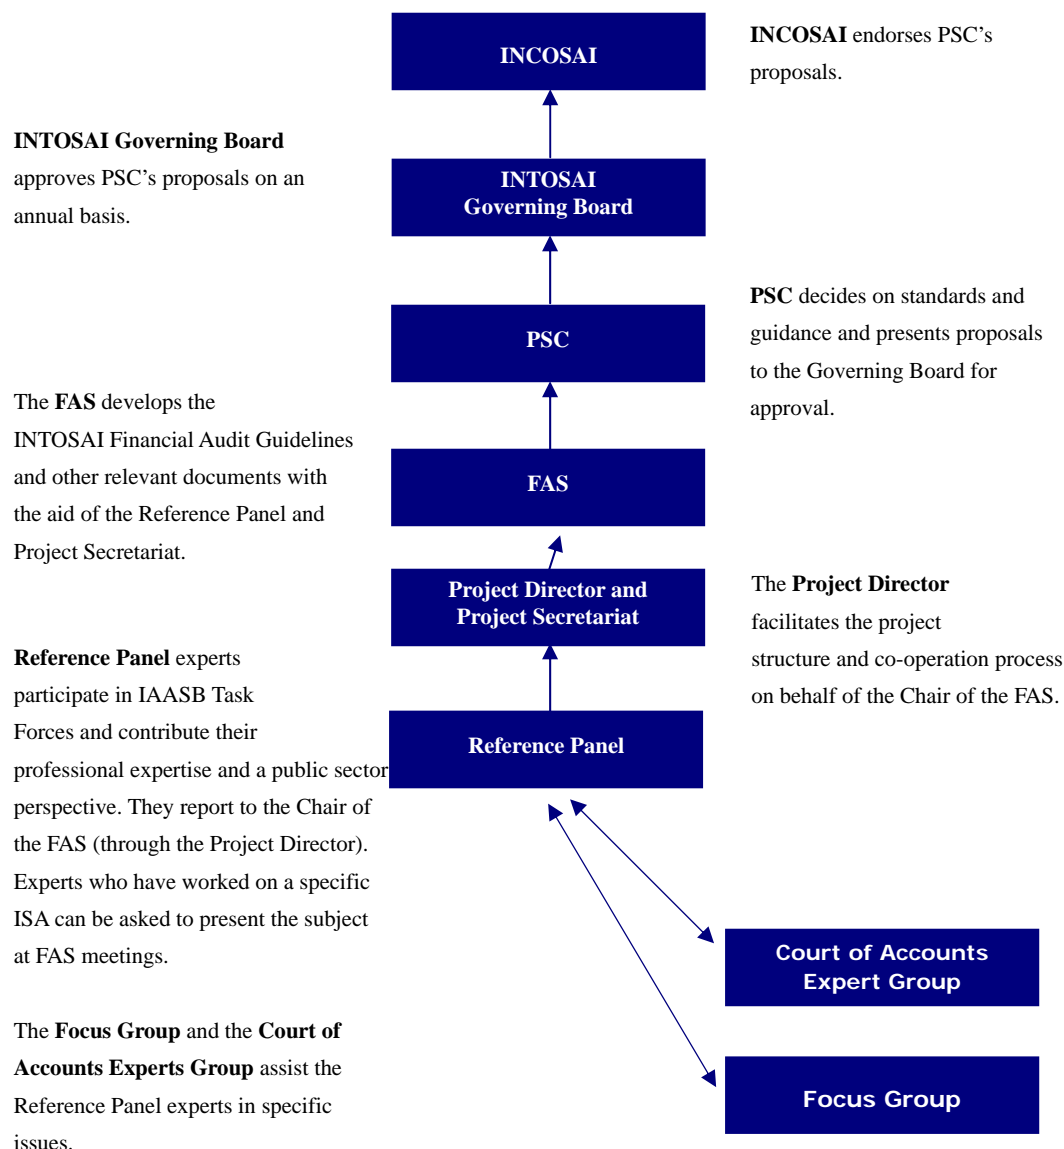 INCOSAI
INCOSAI endorses PSC's
proposals.
INTOSAI Governing Board
approves PSC's proposals on an
annual basis.
INTOSAI
Governing Board
PSC
PSC decides on standards and
guidance and presents proposals
to the Governing Board for
approval.
The FAS develops the
INTOSAI Financial Audit Guidelines
and other relevant documents with
the aid of the Reference Panel and
Project Secretariat.
FAS
Project Director and
Project Secretariat
The Project Director
facilitates the project
structure and co-operation process
on behalf of the Chair of the FAS.
Reference Panel experts
participate in IAASB Task
Forces and contribute their
professional expertise and a public sector
perspective. They report to the Chair of
the FAS (through the Project Director).
Experts who have worked on a specific
ISA can be asked to present the subject
at FAS meetings.
Reference Panel
Court of Accounts
Expert Group
The Focus Group and the Court of
Accounts Experts Group assist the
Reference Panel experts in specific
issues.
Focus Group